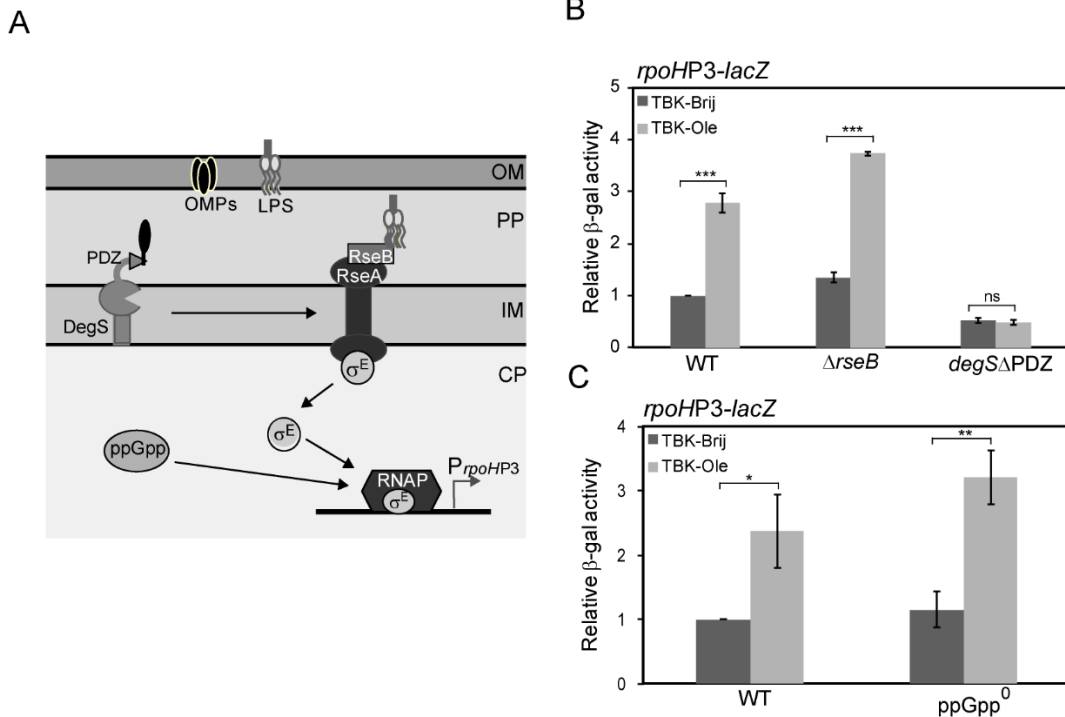 A
OM
OMPs
LPS
PP
PDZ
RseB
RseA
DegS
IM
σE
CP
σE
ppGpp
RNAP
σE
PrpoHP3
B
rpoHP3-lacZ
TBK-Brij
TBK-Ole
Relative β-gal activity
5
4
3
2
1
0
***
***
ns
WT
ΔrseB
degSΔPDZ
C
rpoHP3-lacZ
TBK-Brij
TBK-Ole
Relative β-gal activity
4
3
2
1
0
*
**
WT
ppGpp0